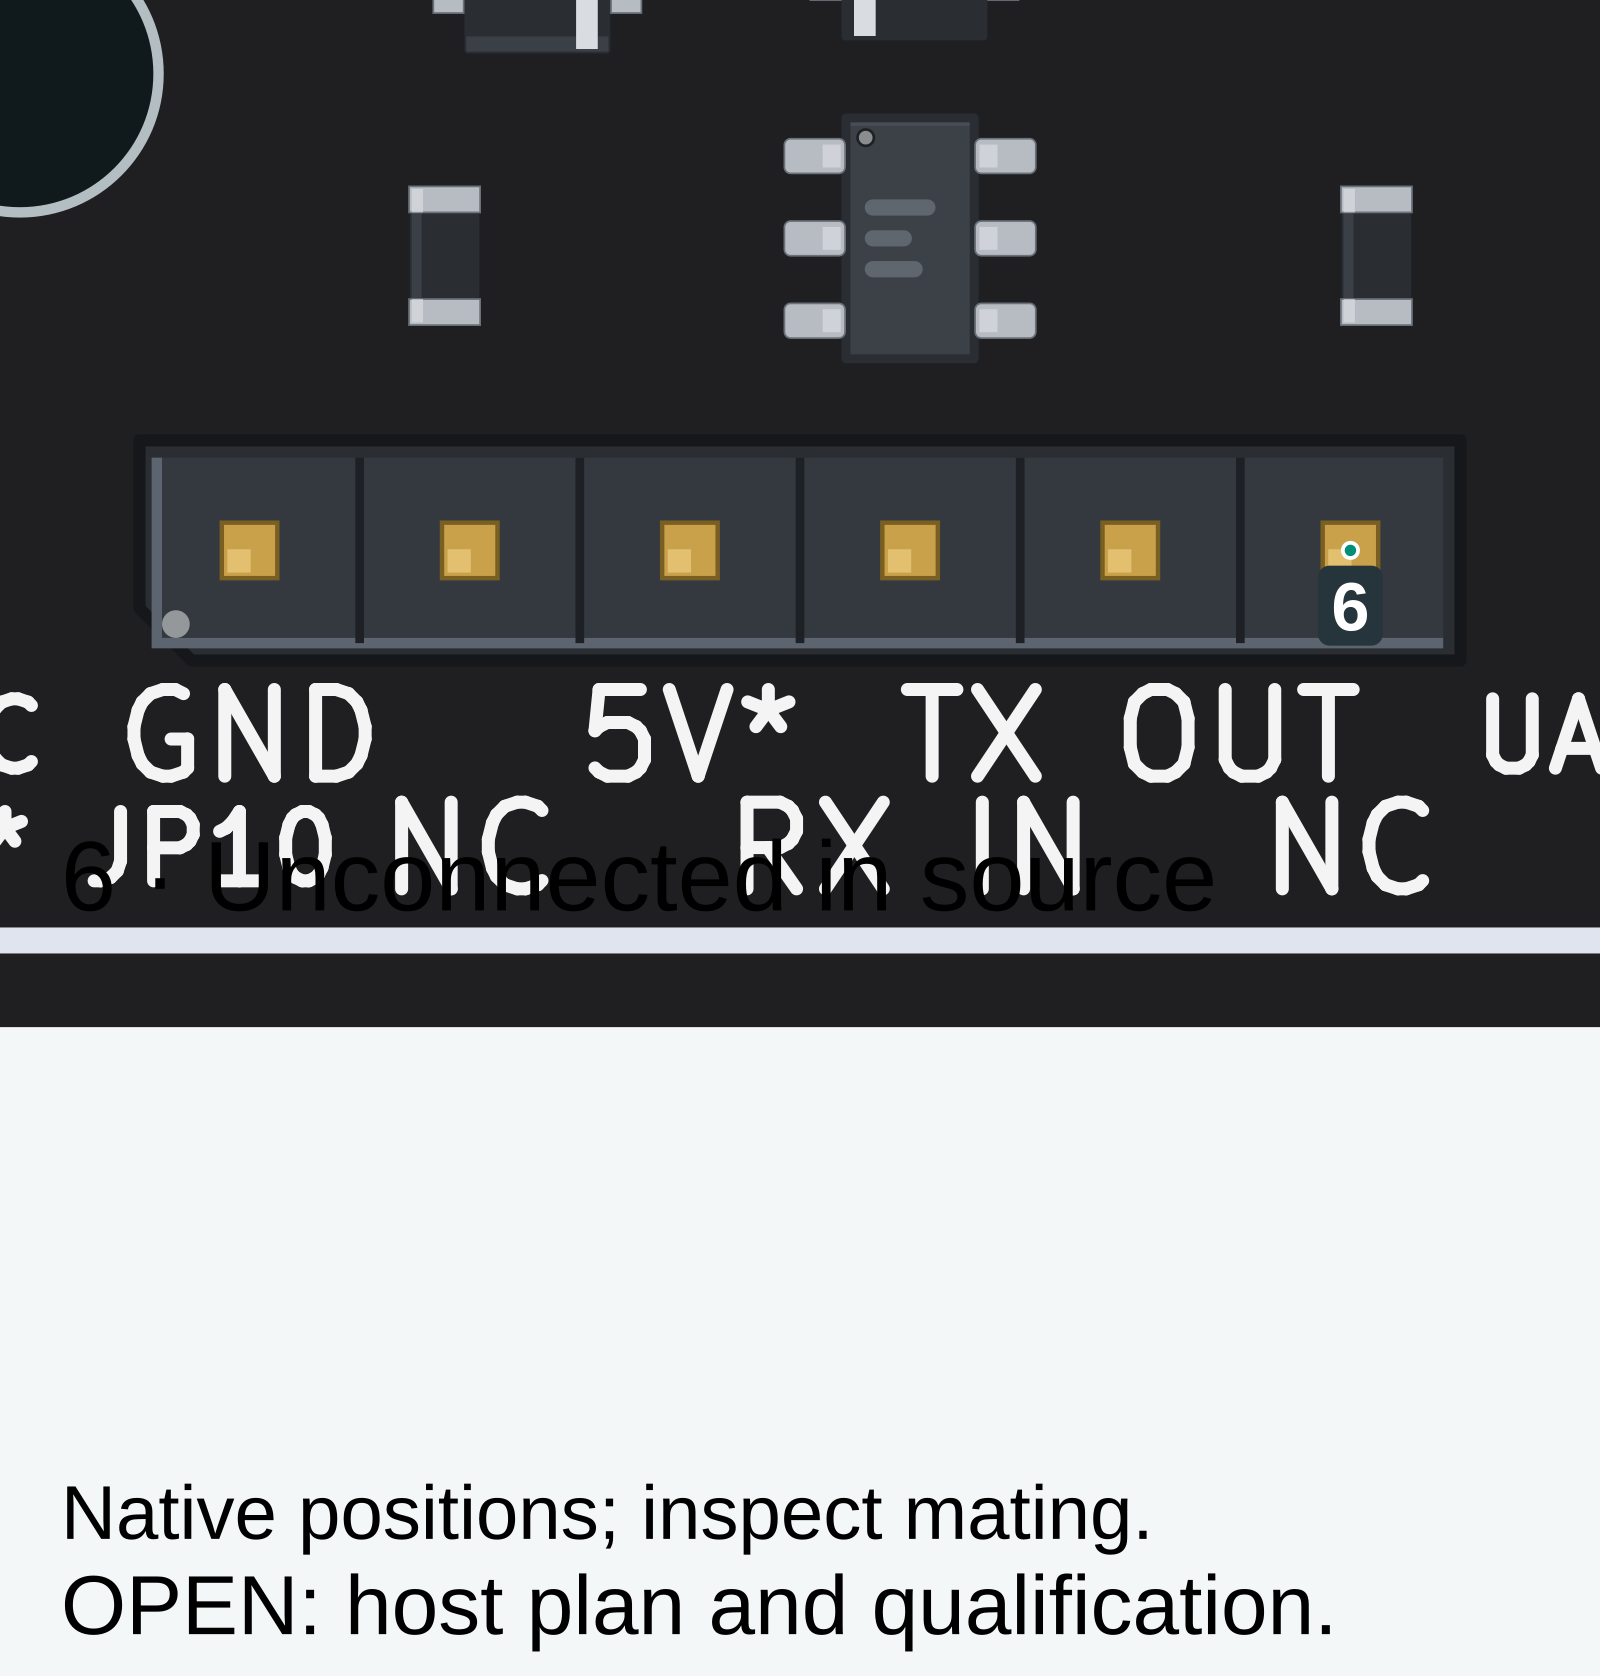 6
C GND 5V* TX OUT UA
* JP10 NC RX IN NC
6 · Unconnected in source
Native positions; inspect mating.
OPEN: host plan and qualification.